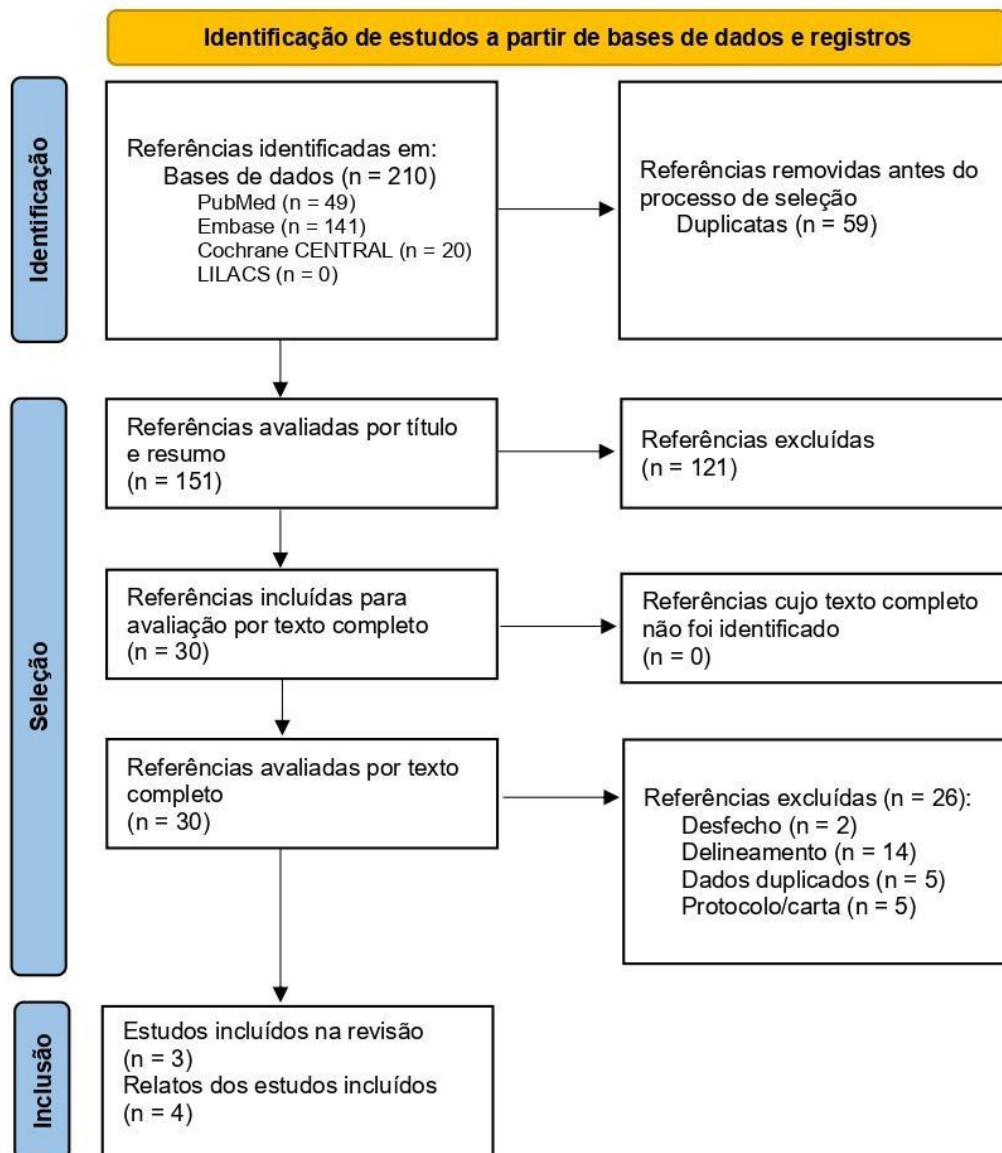 Identificação de estudos a partir de bases de dados e registros
Identificação
Referências identificadas em:
Bases de dados (n = 210)
PubMed (n = 49)
Embase (n = 141)
Cochrane CENTRAL (n = 20)
LILACS (n = 0)
Referências removidas antes do
processo de seleção
Duplicatas (n = 59)
Seleção
Referências avaliadas por título
e resumo
(n = 151)
Referências excluídas
(n = 121)
Referências incluídas para
avaliação por texto completo
(n = 30)
Referências cujo texto completo
não foi identificado
(n = 0)
Referências avaliadas por texto
completo
(n = 30)
Referências excluídas (n = 26):
Desfecho (n = 2)
Delineamento (n = 14)
Dados duplicados (n = 5)
Protocolo/carta (n = 5)
Inclusão
Estudos incluídos na revisão
(n = 3)
Relatos dos estudos incluídos
(n = 4)